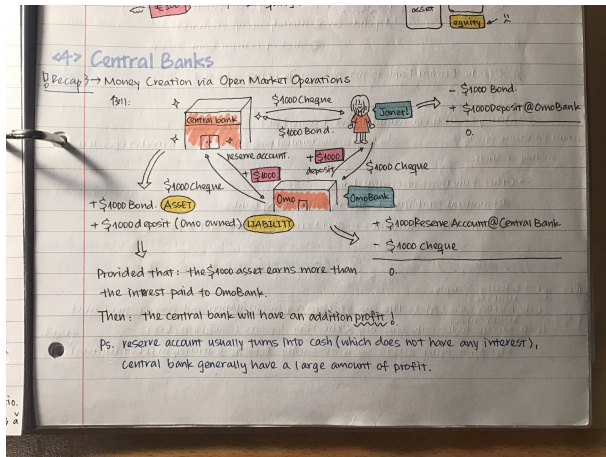 asset
equity
<4> Central Banks
Recap → Money Creation via Open Market Operations
central bank
$1000 Cheque
$1000 Bond.
Janet!
- $1000 Bond.
+ $1000 Deposit @OmoBank
0.
reserve account.
+ $1000
+ $1000
deposit
$1000 Cheque
$1000 Cheque
Omo
OmoBank
+ $1000 Bond. ASSET
+ $1000 deposit (Omo owned) LIABILITY
+ $1000 Reserve Account @Central Bank
- $1000 cheque
0.
Provided that: the $1000 asset earns more than
the interest paid to OmoBank.
Then: the central bank will have an addition profit!
Ps. reserve account usually turns into cash (which does not have any interest),
central bank generally have a large amount of profit.